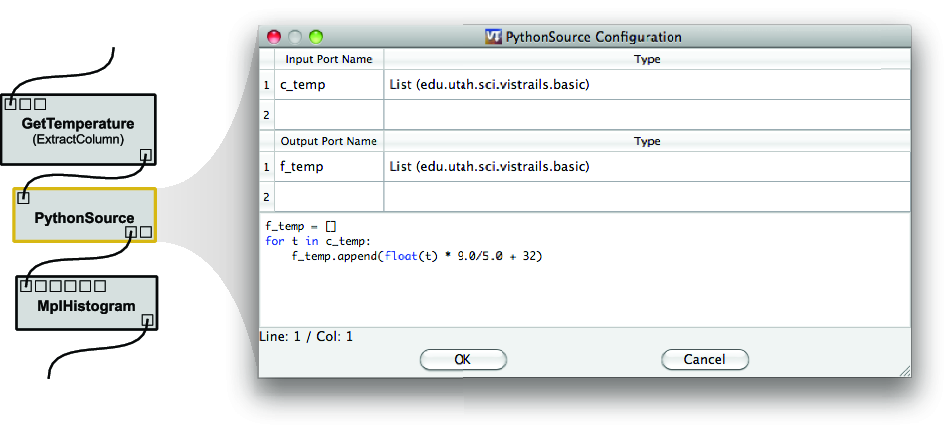 GetTemperature
(ExtractColumn)
PythonSource
MplHistogram
VT PythonSource Configuration
Input Port Name Type
1 c_temp List (edu.utah.sci.vistrails.basic)
2
Output Port Name Type
1 f_temp List (edu.utah.sci.vistrails.basic)
2
f_temp = []
for t in c_temp:
    f_temp.append(float(t) * 9.0/5.0 + 32)
Line: 1 / Col: 1
OK Cancel